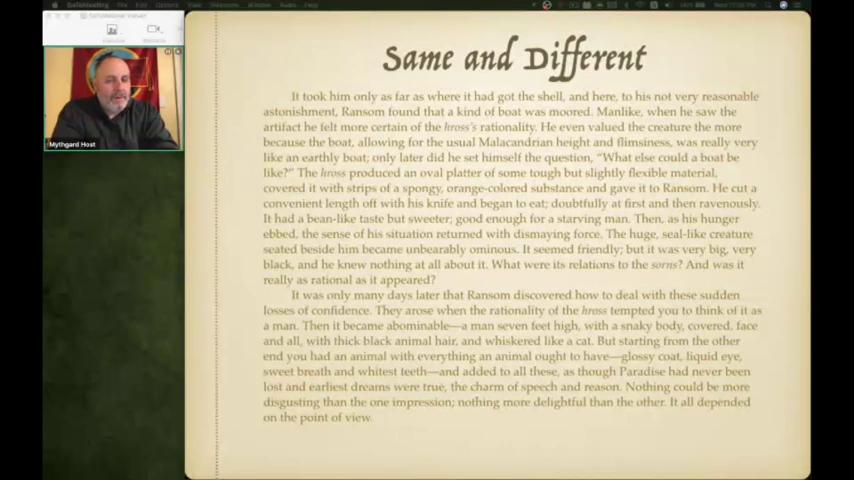 Same and Different
Mythgard Host
It took him only as far as where it had got the shell, and here, to his not very reasonable
astonishment, Ransom found that a kind of boat was moored. Manlike, when he saw the
artifact he felt more certain of the hross's rationality. He even valued the creature the more
because the boat, allowing for the usual Malacandrian height and flimsiness, was really very
like an earthly boat; only later did he set himself the question, "What else could a boat be
like?" The hross produced an oval platter of some tough but slightly flexible material,
covered it with strips of a spongy, orange-colored substance and gave it to Ransom. He cut a
convenient length off with his knife and began to eat; doubtfully at first and then ravenously.
It had a bean-like taste but sweeter; good enough for a starving man. Then, as his hunger
ebbed, the sense of his situation returned with dismaying force. The huge, seal-like creature
seated beside him became unbearably ominous. It seemed friendly; but it was very big, very
black, and he knew nothing at all about it. What were its relations to the sorns? And was it
really as rational as it appeared?
It was only many days later that Ransom discovered how to deal with these sudden
losses of confidence. They arose when the rationality of the hross tempted you to think of it as
a man. Then it became abominable—a man seven feet high, with a snaky body, covered, face
and all, with thick black animal hair, and whiskered like a cat. But starting from the other
end you had an animal with everything an animal ought to have—glossy coat, liquid eye,
sweet breath and whitest teeth—and added to all these, as though Paradise had never been
lost and earliest dreams were true, the charm of speech and reason. Nothing could be more
disgusting than the one impression; nothing more delightful than the other. It all depended
on the point of view.